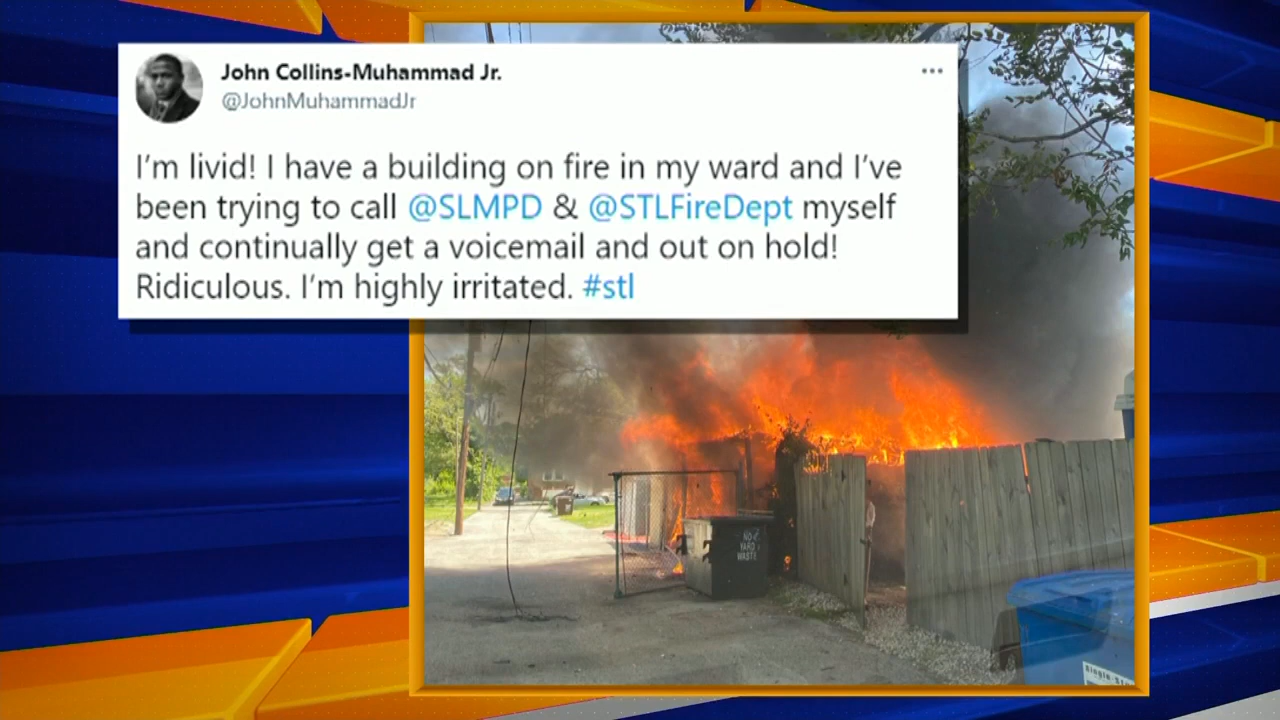 John Collins-Muhammad Jr.
@JohnMuhammadJr
I'm livid! I have a building on fire in my ward and I've
been trying to call @SLMPD & @STLFireDept myself
and continually get a voicemail and out on hold!
Ridiculous. I'm highly irritated. #stl
NO
YARD
WASTE